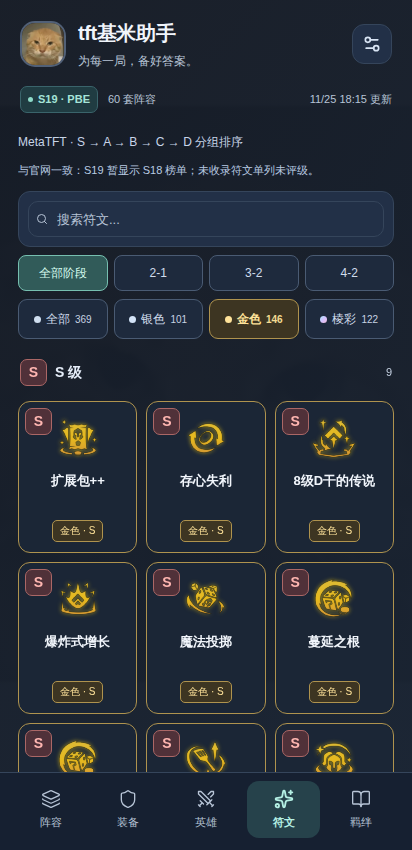 tft基米助手
为每一局，备好答案。
S19 · PBE 60 套阵容 11/25 18:15 更新
MetaTFT · S → A → B → C → D 分组排序
与官网一致：S19 暂显示 S18 榜单；未收录符文单列未评级。
搜索符文...
全部阶段 2-1 3-2 4-2
全部 369 银色 101 金色 146 棱彩 122
S S 级 9
S S S
扩展包++ 存心失利 8级D干的传说
金色 · S 金色 · S 金色 · S
S S S
爆炸式增长 魔法投掷 蔓延之根
金色 · S 金色 · S 金色 · S
S S S
阵容 装备 英雄 符文 羁绊